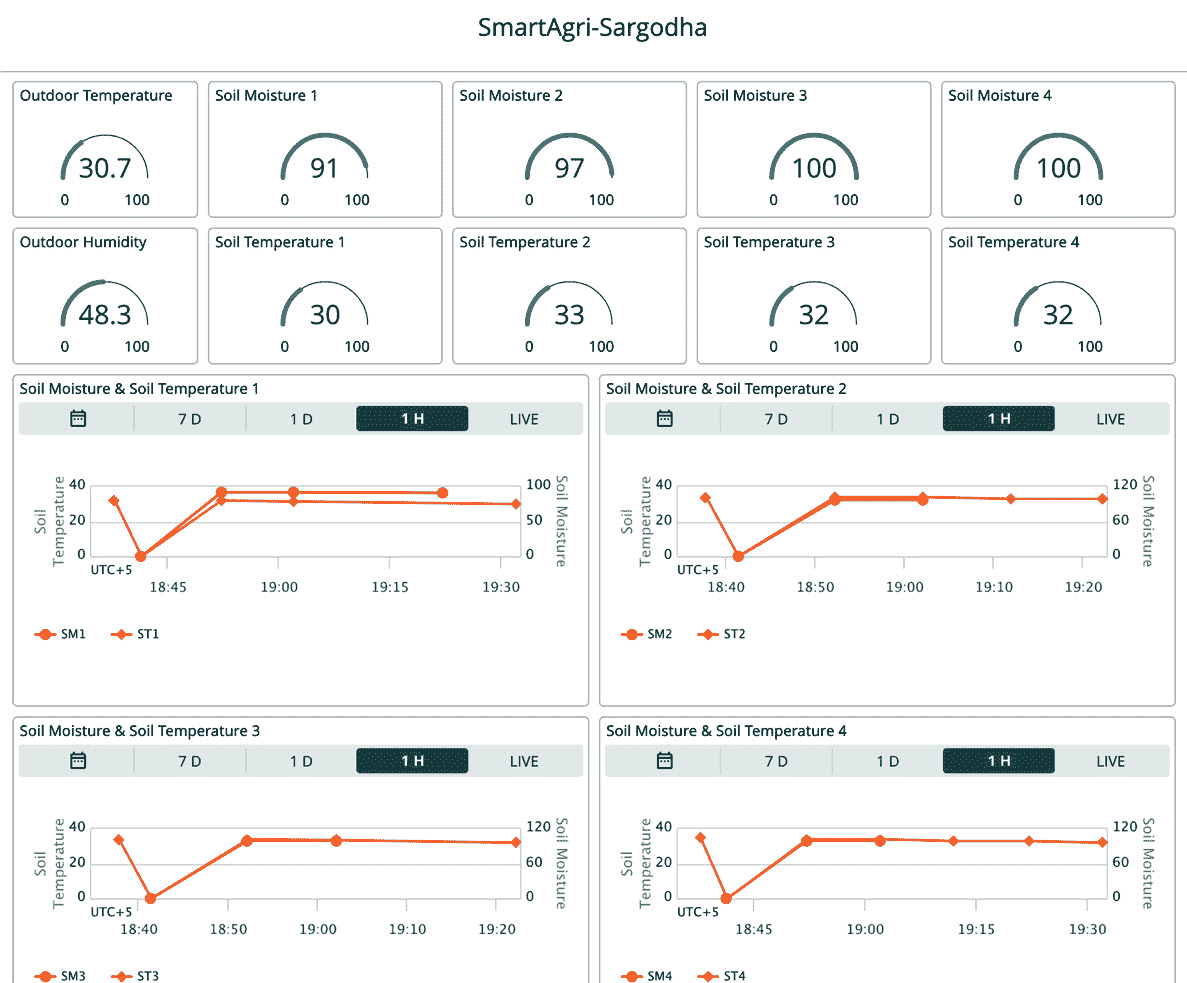 SmartAgri-Sargodha
Outdoor Temperature
30.7
0 100
Soil Moisture 1
91
0 100
Soil Moisture 2
97
0 100
Soil Moisture 3
100
0 100
Soil Moisture 4
100
0 100
Outdoor Humidity
48.3
0 100
Soil Temperature 1
30
0 100
Soil Temperature 2
33
0 100
Soil Temperature 3
32
0 100
Soil Temperature 4
32
0 100
Soil Moisture & Soil Temperature 1
7 D 1 D 1 H LIVE
Soil
Temperature
40
20
0
100
50
0
Soil Moisture
UTC+5
18:45 19:00 19:15 19:30
SM1 ST1
Soil Moisture & Soil Temperature 2
7 D 1 D 1 H LIVE
Soil
Temperature
40
20
0
120
60
0
Soil Moisture
UTC+5
18:40 18:50 19:00 19:10 19:20
SM2 ST2
Soil Moisture & Soil Temperature 3
7 D 1 D 1 H LIVE
Soil
Temperature
40
20
0
120
60
0
Soil Moisture
UTC+5
18:40 18:50 19:00 19:10 19:20
SM3 ST3
Soil Moisture & Soil Temperature 4
7 D 1 D 1 H LIVE
Soil
Temperature
40
20
0
120
60
0
Soil Moisture
UTC+5
18:45 19:00 19:15 19:30
SM4 ST4